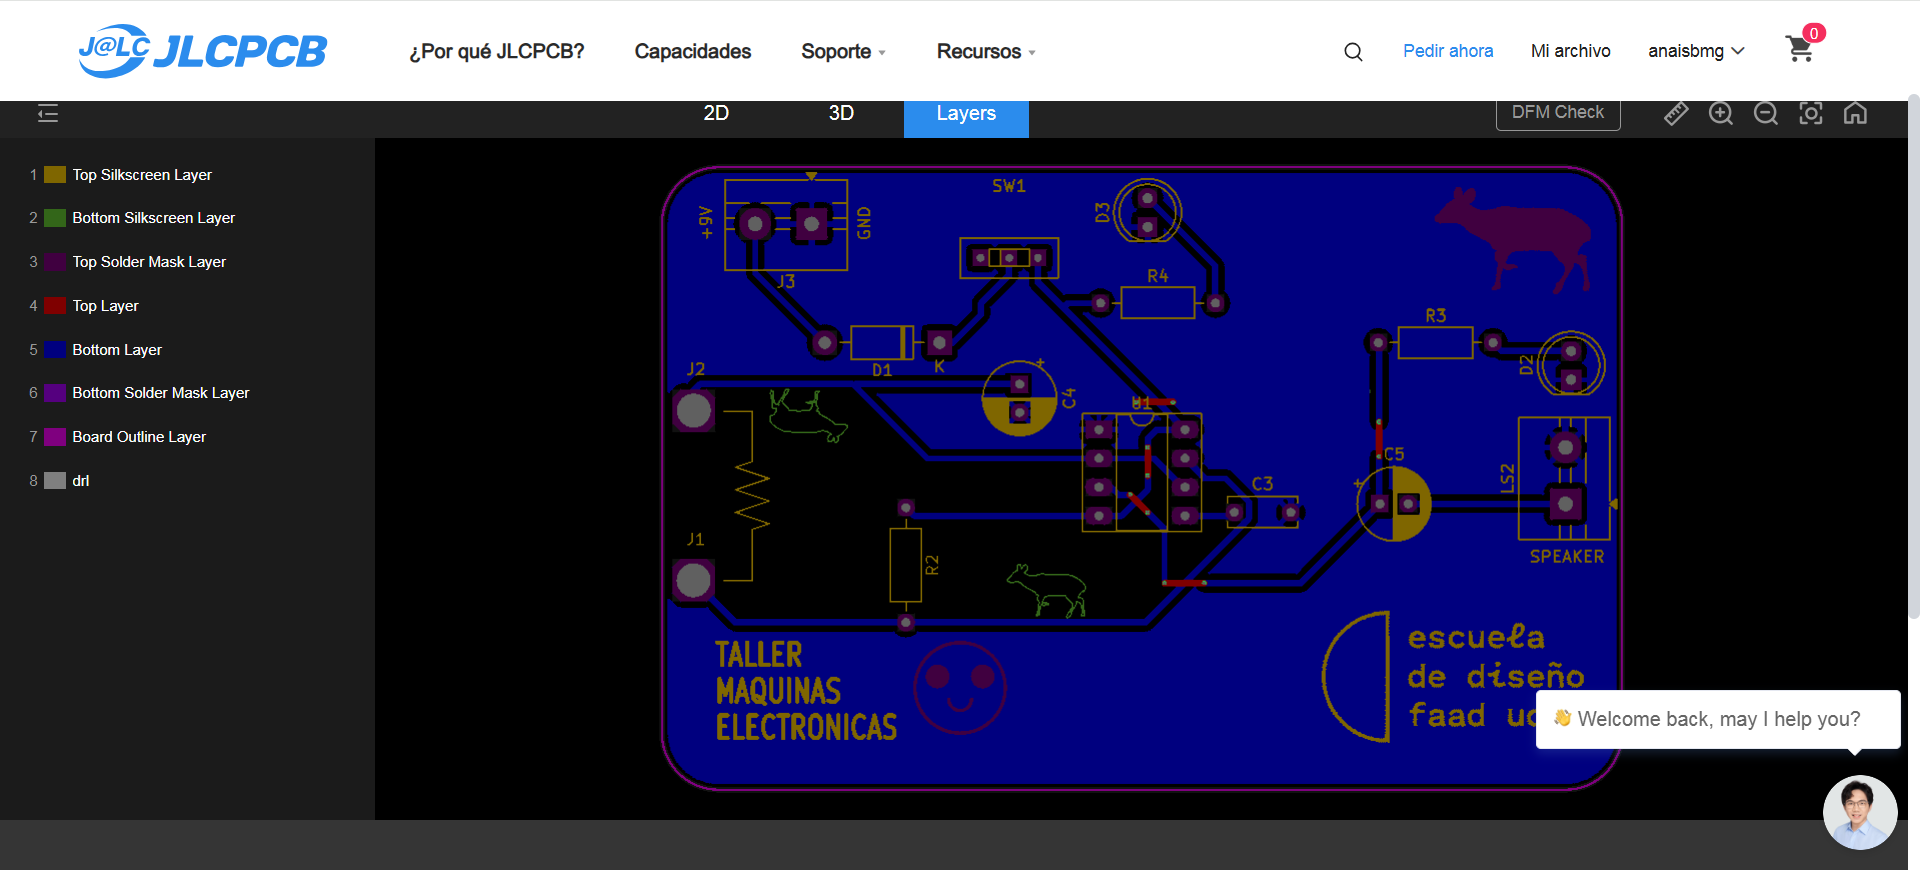 J@LC JLCPCB
¿Por qué JLCPCB?
Capacidades
Soporte
Recursos
Pedir ahora
Mi archivo
anaisbmg
0
2D
3D
Layers
DFM Check
1 Top Silkscreen Layer
2 Bottom Silkscreen Layer
3 Top Solder Mask Layer
4 Top Layer
5 Bottom Layer
6 Bottom Solder Mask Layer
7 Board Outline Layer
8 drl
+9V
GND
J3
SW1
D3
R4
D1
K
R3
D2
J2
C4
U1
C5
C3
LS2
SPEAKER
J1
R2
TALLER
MAQUINAS
ELECTRONICAS
escuela
de diseño
faad
👋 Welcome back, may I help you?